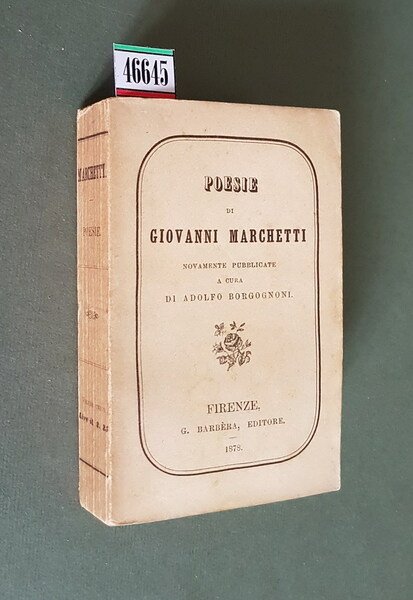 46645
POESIE
DI
GIOVANNI MARCHETTI
NOVAMENTE PUBBLICATE
A CURA
DI ADOLFO BORGOGNONI.
FIRENZE,
G. BARBÈRA, EDITORE.
1878.
MARCHETTI.
POESIE.